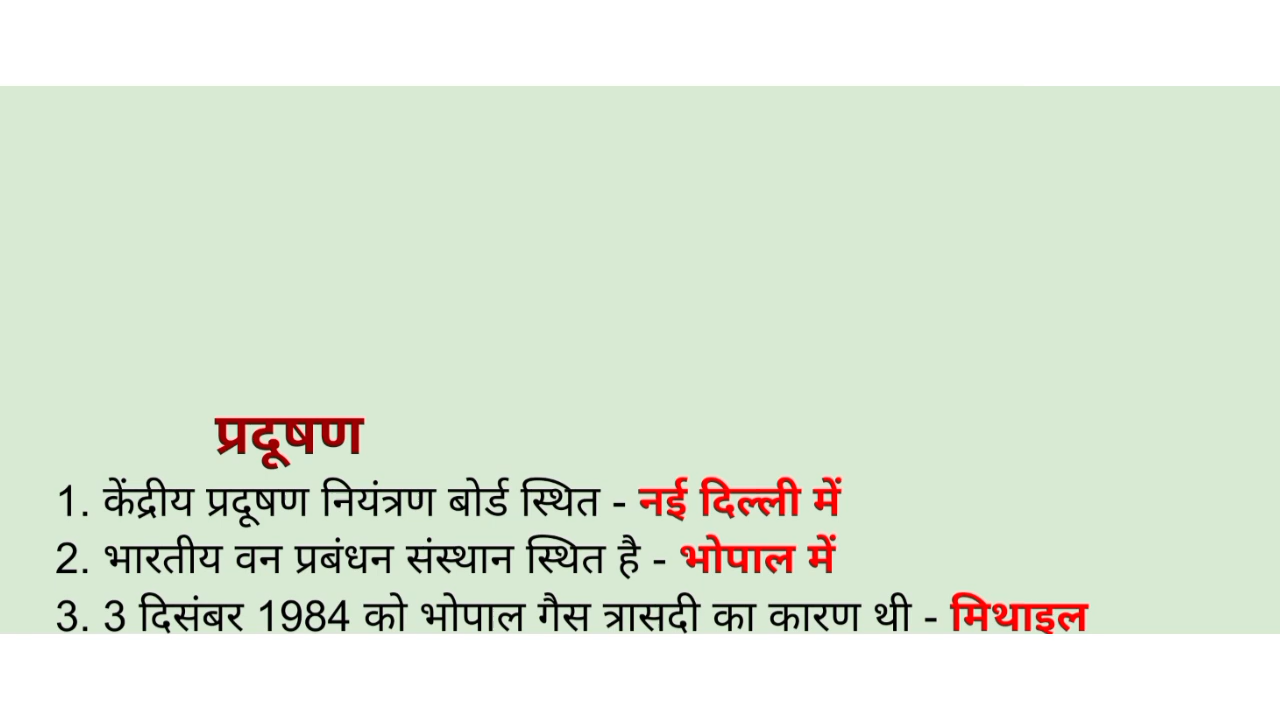 प्रदूषण
1. केंद्रीय प्रदूषण नियंत्रण बोर्ड स्थित - नई दिल्ली में
2. भारतीय वन प्रबंधन संस्थान स्थित है - भोपाल में
3. 3 दिसंबर 1984 को भोपाल गैस त्रासदी का कारण थी - मिथाइल